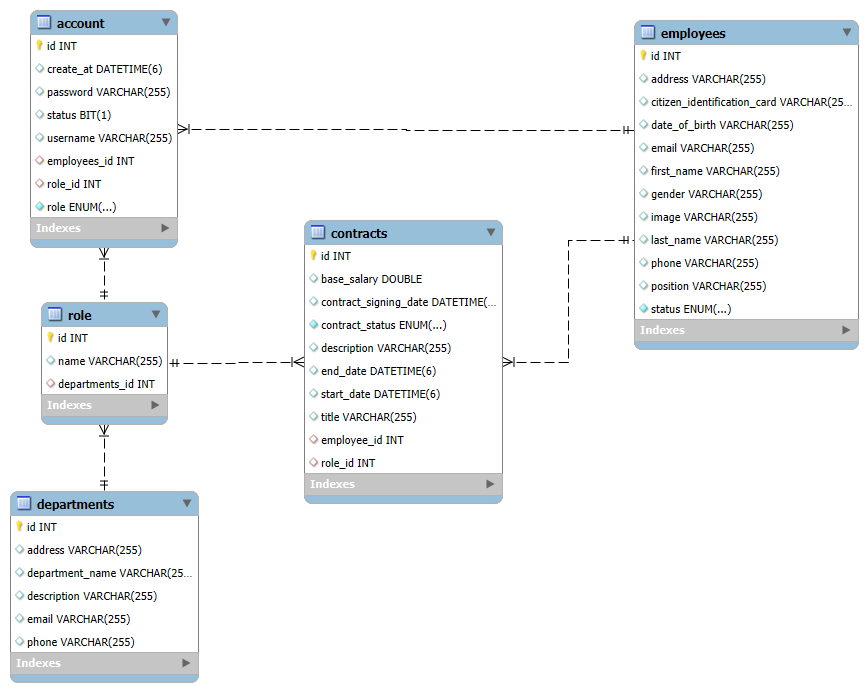 account
id INT
create_at DATETIME(6)
password VARCHAR(255)
status BIT(1)
username VARCHAR(255)
employees_id INT
role_id INT
role ENUM(...)
Indexes
employees
id INT
address VARCHAR(255)
citizen_identification_card VARCHAR(25...
date_of_birth VARCHAR(255)
email VARCHAR(255)
first_name VARCHAR(255)
gender VARCHAR(255)
image VARCHAR(255)
last_name VARCHAR(255)
phone VARCHAR(255)
position VARCHAR(255)
status ENUM(...)
Indexes
contracts
id INT
base_salary DOUBLE
contract_signing_date DATETIME(...
contract_status ENUM(...)
description VARCHAR(255)
end_date DATETIME(6)
start_date DATETIME(6)
title VARCHAR(255)
employee_id INT
role_id INT
Indexes
role
id INT
name VARCHAR(255)
departments_id INT
Indexes
departments
id INT
address VARCHAR(255)
department_name VARCHAR(25...
description VARCHAR(255)
email VARCHAR(255)
phone VARCHAR(255)
Indexes